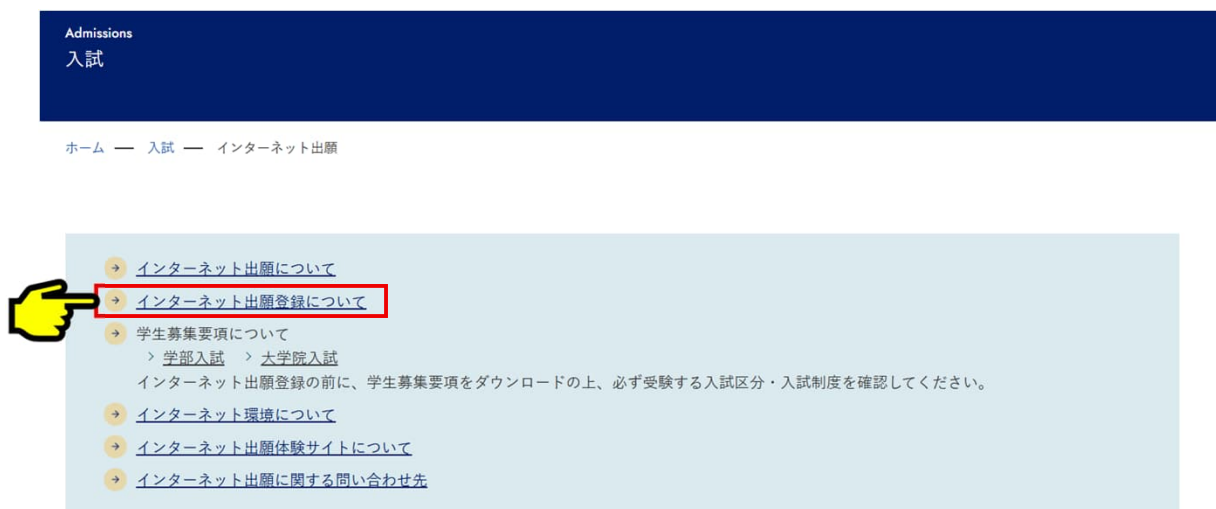 Admissions
入試
ホーム — 入試 — インターネット出願
インターネット出願について
インターネット出願登録について
学生募集要項について
> 学部入試 > 大学院入試
インターネット出願登録の前に、学生募集要項をダウンロードの上、必ず受験する入試区分・入試制度を確認してください。
インターネット環境について
インターネット出願体験サイトについて
インターネット出願に関する問い合わせ先